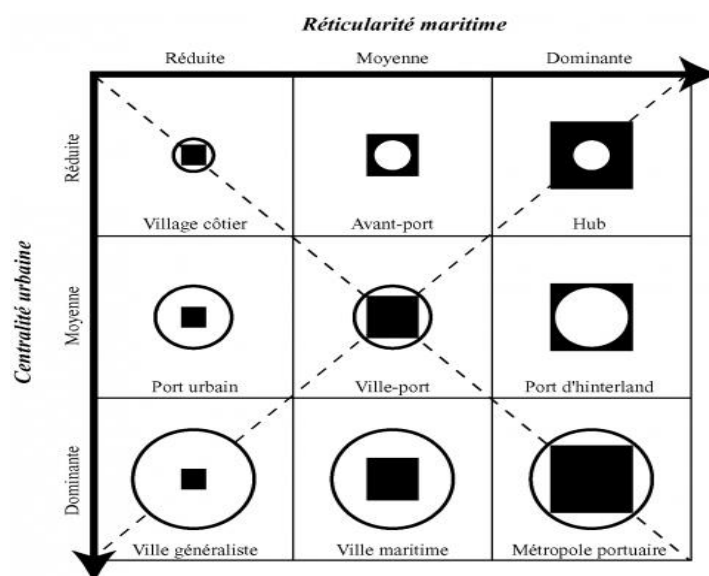 Réticularité maritime
Réduite Moyenne Dominante
Centralité urbaine
Réduite
Village côtier Avant-port Hub
Moyenne
Port urbain Ville-port Port d'hinterland
Dominante
Ville généraliste Ville maritime Métropole portuaire